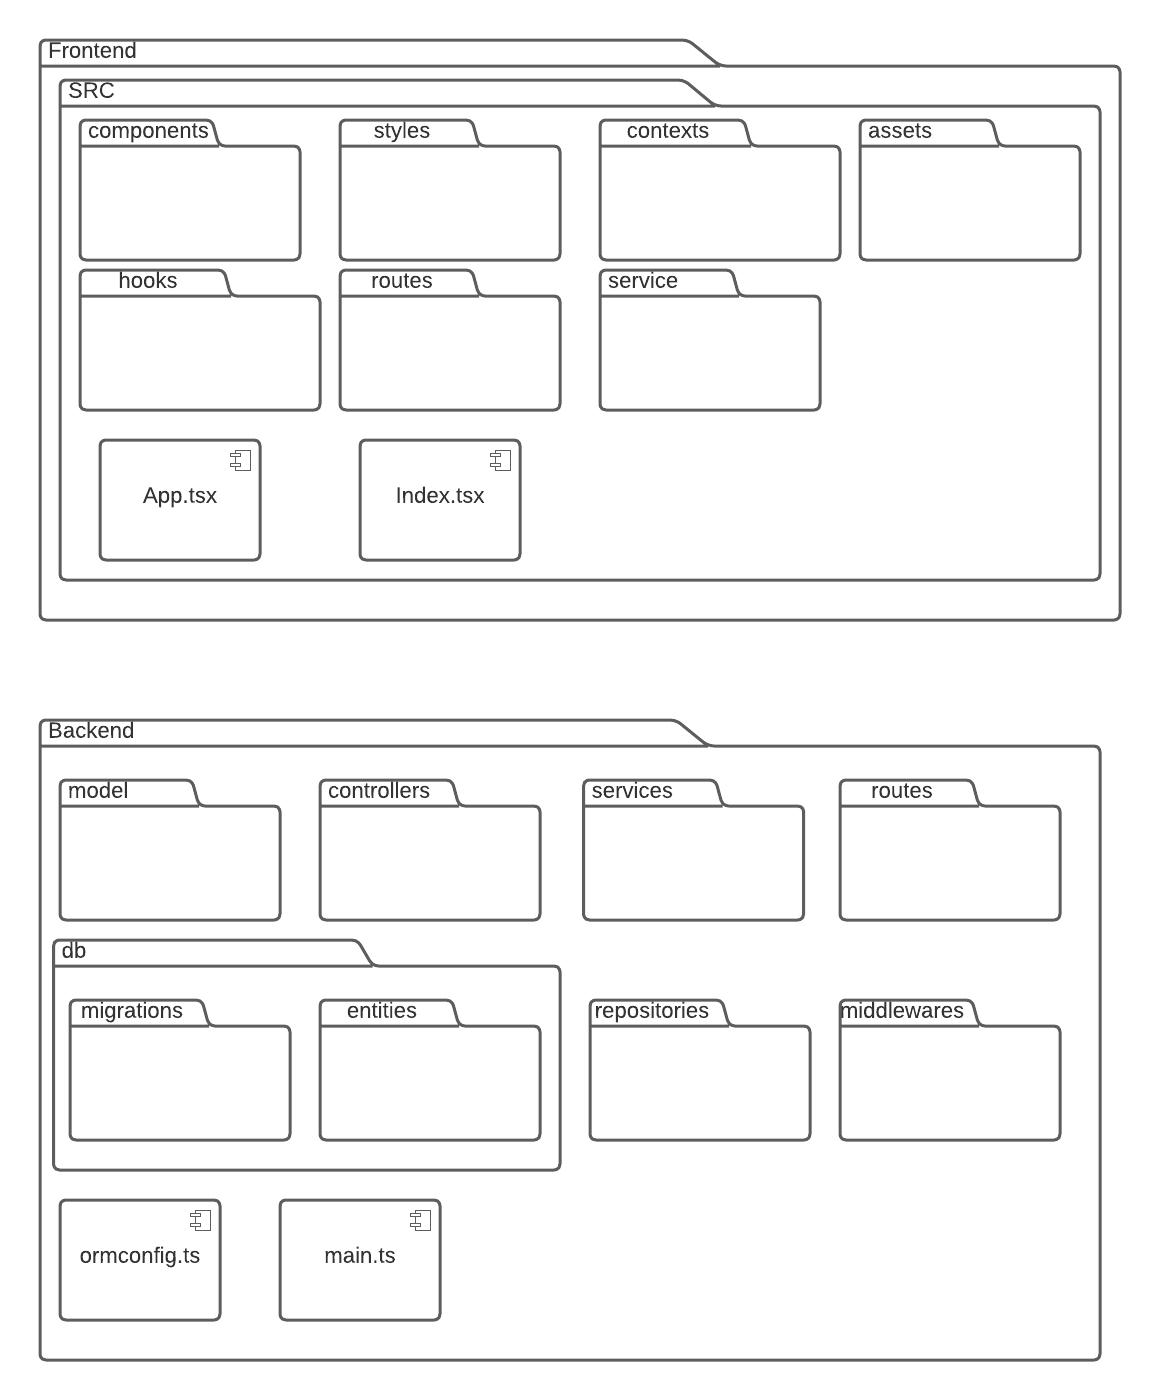 Frontend
SRC
components
styles
contexts
assets
hooks
routes
service
App.tsx
Index.tsx
Backend
model
controllers
services
routes
db
migrations
entities
repositories
middlewares
ormconfig.ts
main.ts